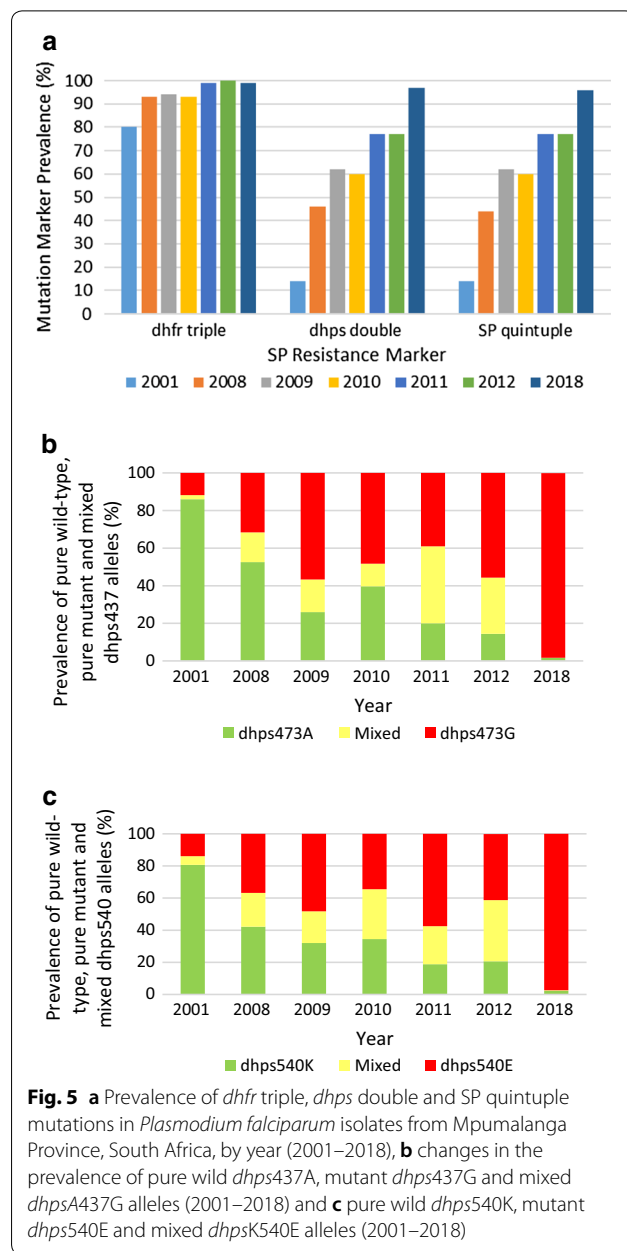 a
Mutation Marker Prevalence (%)
100
90
80
70
60
50
40
30
20
10
0
dhfr triple dhps double SP quintuple
SP Resistance Marker
2001 2008 2009 2010 2011 2012 2018
b
Prevalence of pure wild-type,
pure mutant and mixed
dhps437 alleles (%)
100
80
60
40
20
0
2001 2008 2009 2010 2011 2012 2018
Year
dhps473A Mixed dhps473G
c
Prevalence of pure wild-
type, pure mutant and
mixed dhps540 alleles (%)
100
80
60
40
20
0
2001 2008 2009 2010 2011 2012 2018
Year
dhps540K Mixed dhps540E
Fig. 5 a Prevalence of dhfr triple, dhps double and SP quintuple
mutations in Plasmodium falciparum isolates from Mpumalanga
Province, South Africa, by year (2001–2018), b changes in the
prevalence of pure wild dhps437A, mutant dhps437G and mixed
dhpsA437G alleles (2001–2018) and c pure wild dhps540K, mutant
dhps540E and mixed dhpsK540E alleles (2001–2018)